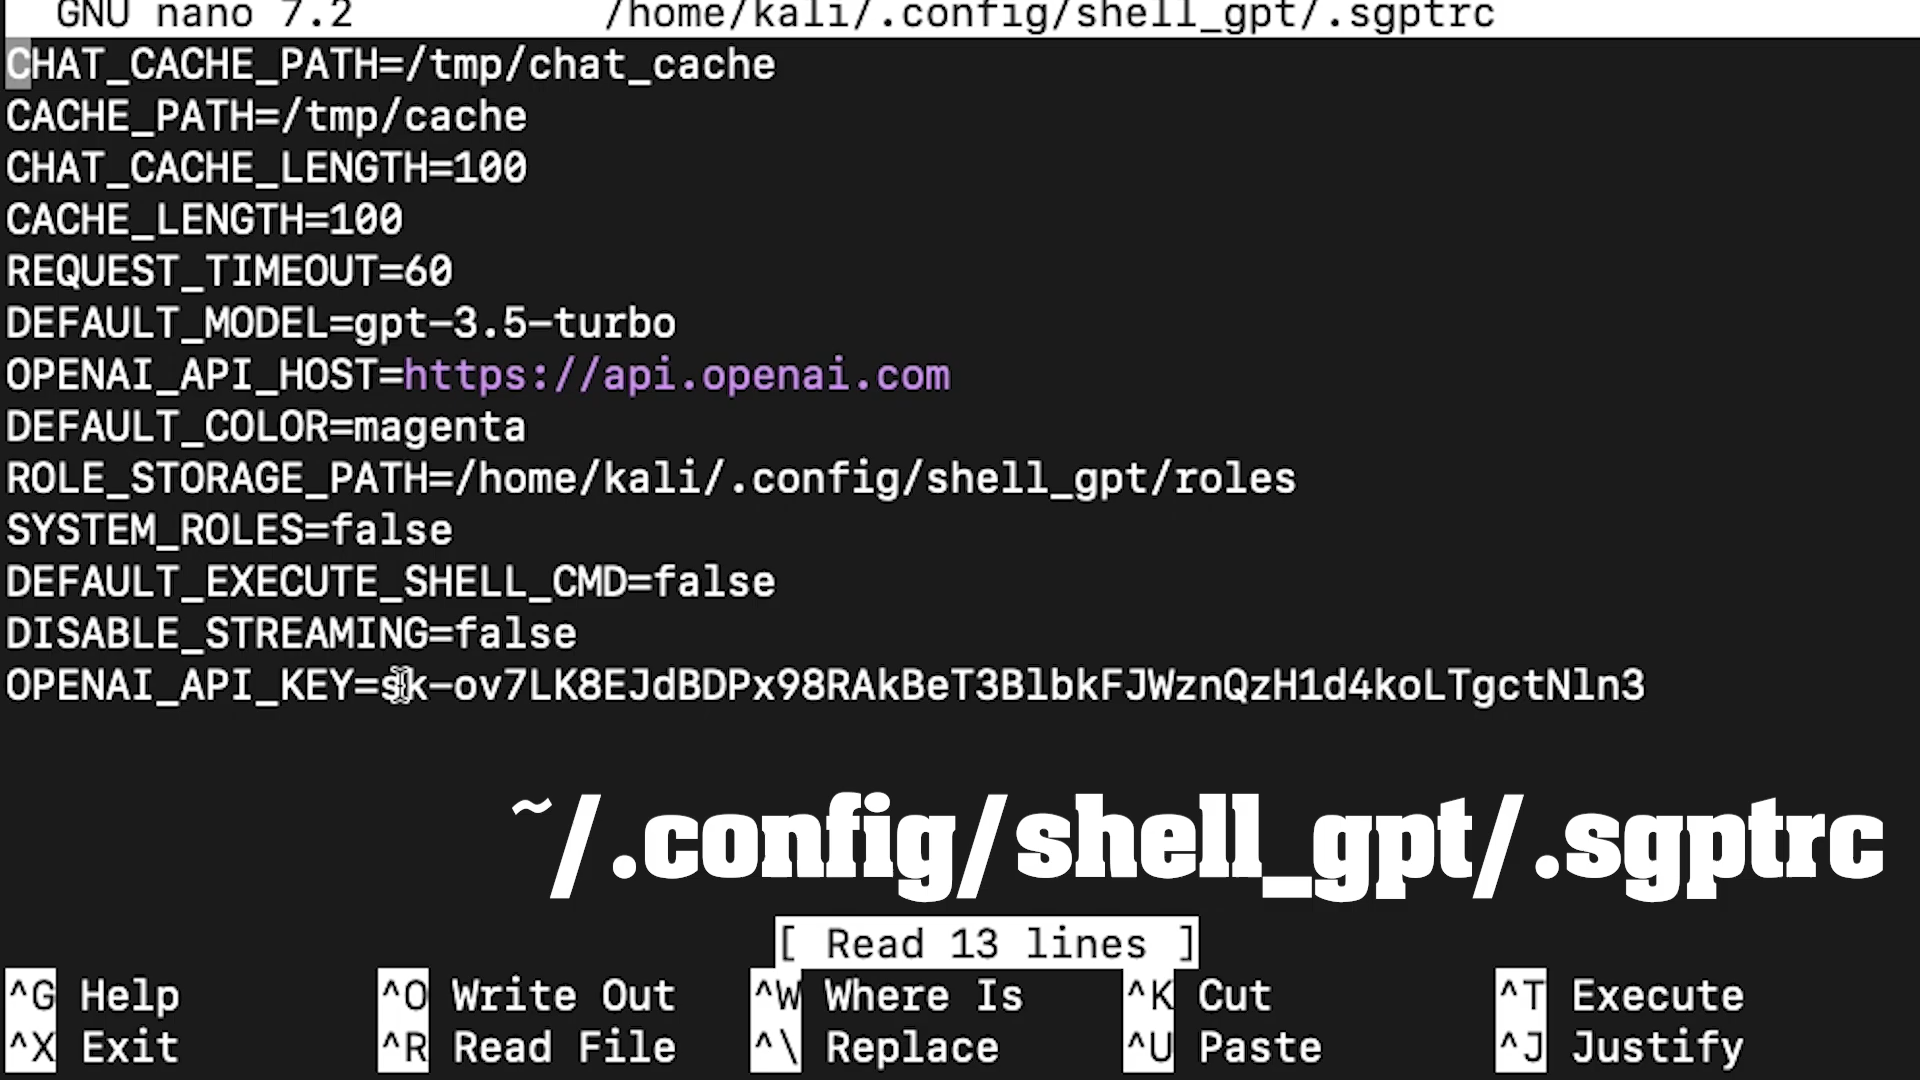 GNU nano 7.2 /home/kali/.config/shell_gpt/.sgptrc
CHAT_CACHE_PATH=/tmp/chat_cache
CACHE_PATH=/tmp/cache
CHAT_CACHE_LENGTH=100
CACHE_LENGTH=100
REQUEST_TIMEOUT=60
DEFAULT_MODEL=gpt-3.5-turbo
OPENAI_API_HOST=https://api.openai.com
DEFAULT_COLOR=magenta
ROLE_STORAGE_PATH=/home/kali/.config/shell_gpt/roles
SYSTEM_ROLES=false
DEFAULT_EXECUTE_SHELL_CMD=false
DISABLE_STREAMING=false
OPENAI_API_KEY=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
~/.config/shell_gpt/.sgptrc
[ Read 13 lines ]
^G Help ^O Write Out ^W Where Is ^K Cut ^T Execute
^X Exit ^R Read File ^\ Replace ^U Paste ^J Justify